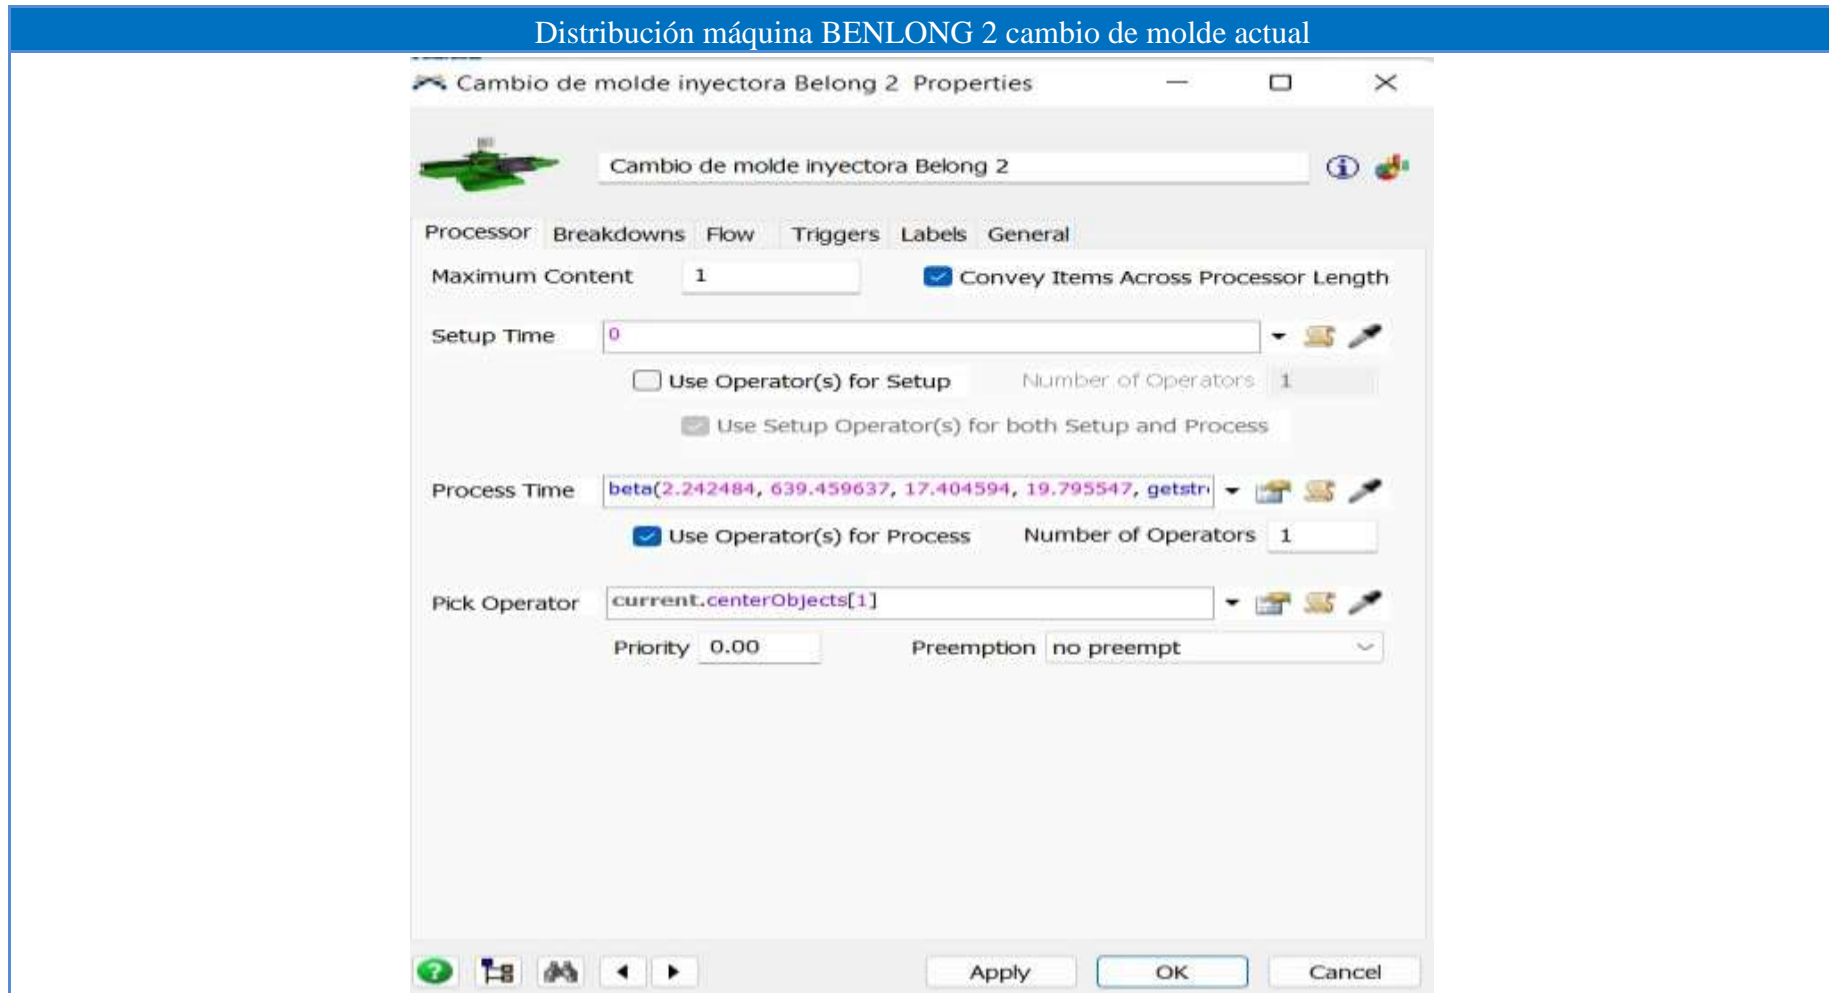 Distribución máquina BENLONG 2 cambio de molde actual
Cambio de molde inyectora Belong 2 Properties
Cambio de molde inyectora Belong 2
Processor Breakdowns Flow Triggers Labels General
Maximum Content 1 Convey Items Across Processor Length
Setup Time 0
Use Operator(s) for Setup Number of Operators 1
Use Setup Operator(s) for both Setup and Process
Process Time beta(2.242484, 639.459637, 17.404594, 19.795547, getstr
Use Operator(s) for Process Number of Operators 1
Pick Operator current.centerObjects[1]
Priority 0.00 Preemption no preempt
Apply OK Cancel